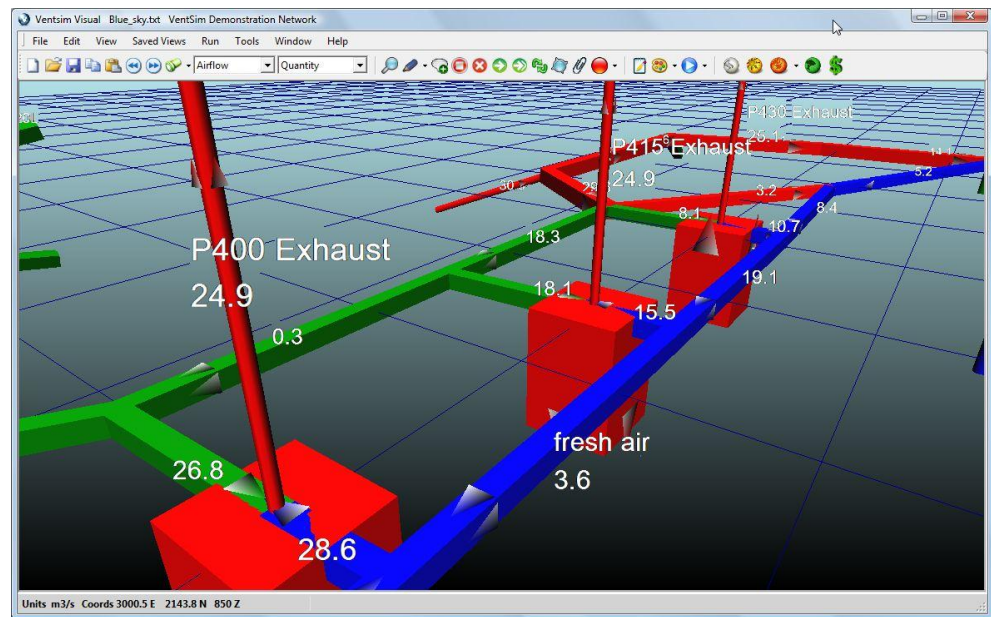 Ventsim Visual Blue_sky.txt VentSim Demonstration Network
File Edit View Saved Views Run Tools Window Help
Airflow Quantity
P430 Exhaust
25.1
P415 Exhaust
24.9
11.1
5.2
3.2
8.1
8.4
10.7
18.3
P400 Exhaust
24.9
19.1
18.1
15.5
0.3
fresh air
3.6
26.8
28.6
Units m3/s Coords 3000.5 E 2143.8 N 850 Z